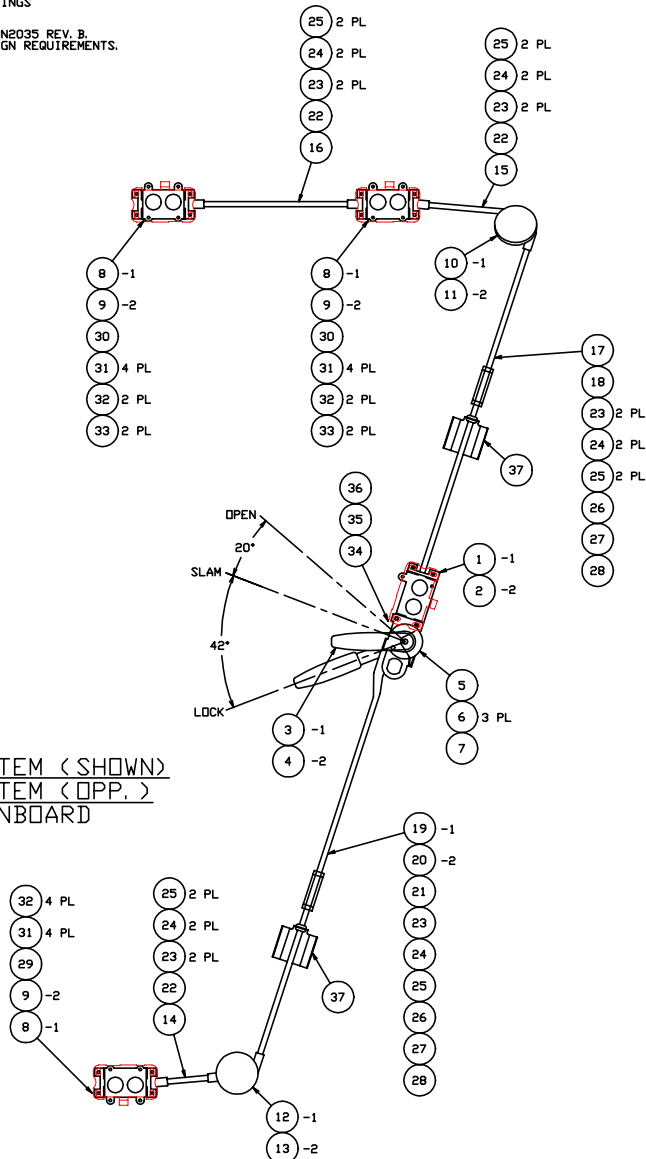 INGS
N2035 REV. B.
GN REQUIREMENTS.
25 2 PL
24 2 PL
23 2 PL
22
16
25 2 PL
24 2 PL
23 2 PL
22
15
8 -1
9 -2
30
31 4 PL
32 2 PL
33 2 PL
8 -1
9 -2
30
31 4 PL
32 2 PL
33 2 PL
10 -1
11 -2
17
18
23 2 PL
24 2 PL
25 2 PL
26
27
28
37
36
35
34
OPEN
20°
SLAM
42°
LOCK
1 -1
2 -2
3 -1
4 -2
5
6 3 PL
7
TEM (SHOWN)
TEM (OPP.)
NBOARD
19 -1
20 -2
21
23
24
25
26
27
28
32 4 PL
31 4 PL
29
9 -2
8 -1
25 2 PL
24 2 PL
23 2 PL
22
14
37
12 -1
13 -2